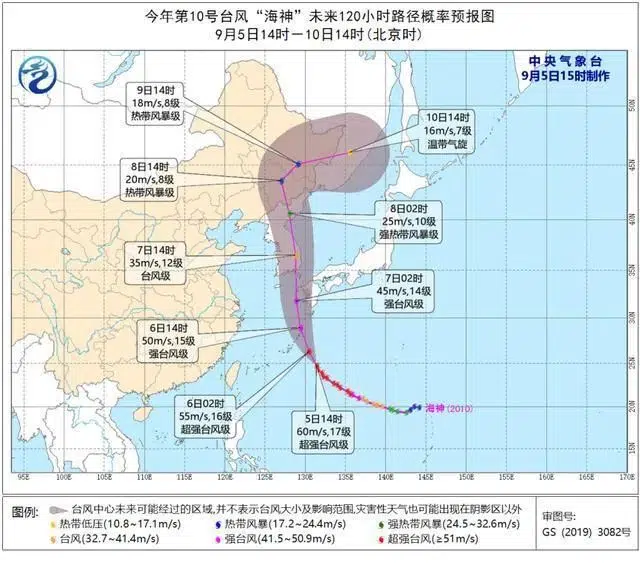 今年第10号台风“海神”未来120小时路径概率预报图
9月5日14时—10日14时(北京时)
中央气象台
9月5日15时制作
9日14时
18m/s,8级
热带风暴级
10日14时
16m/s,7级
温带气旋
8日14时
20m/s,8级
热带风暴级
8日02时
25m/s,10级
强热带风暴级
7日14时
35m/s,12级
台风级
7日02时
45m/s,14级
强台风级
6日14时
50m/s,15级
强台风级
6日02时
55m/s,16级
超强台风级
5日14时
60m/s,17级
超强台风级
海神(2010)
50N
45N
40N
35N
30N
25N
20N
15N
95E
100E
105E
110E
115E
120E
125E
130E
135E
140E
145E
150E
155E
160E
165E
170E
图例:
台风中心未来可能经过的区域,并不表示台风大小及影响范围,灾害性天气也可能出现在阴影区以外
热带低压(10.8~17.1m/s)
热带风暴(17.2~24.4m/s)
强热带风暴(24.5~32.6m/s)
台风(32.7~41.4m/s)
强台风(41.5~50.9m/s)
超强台风(≥51m/s)
审图号:
GS (2019) 3082号